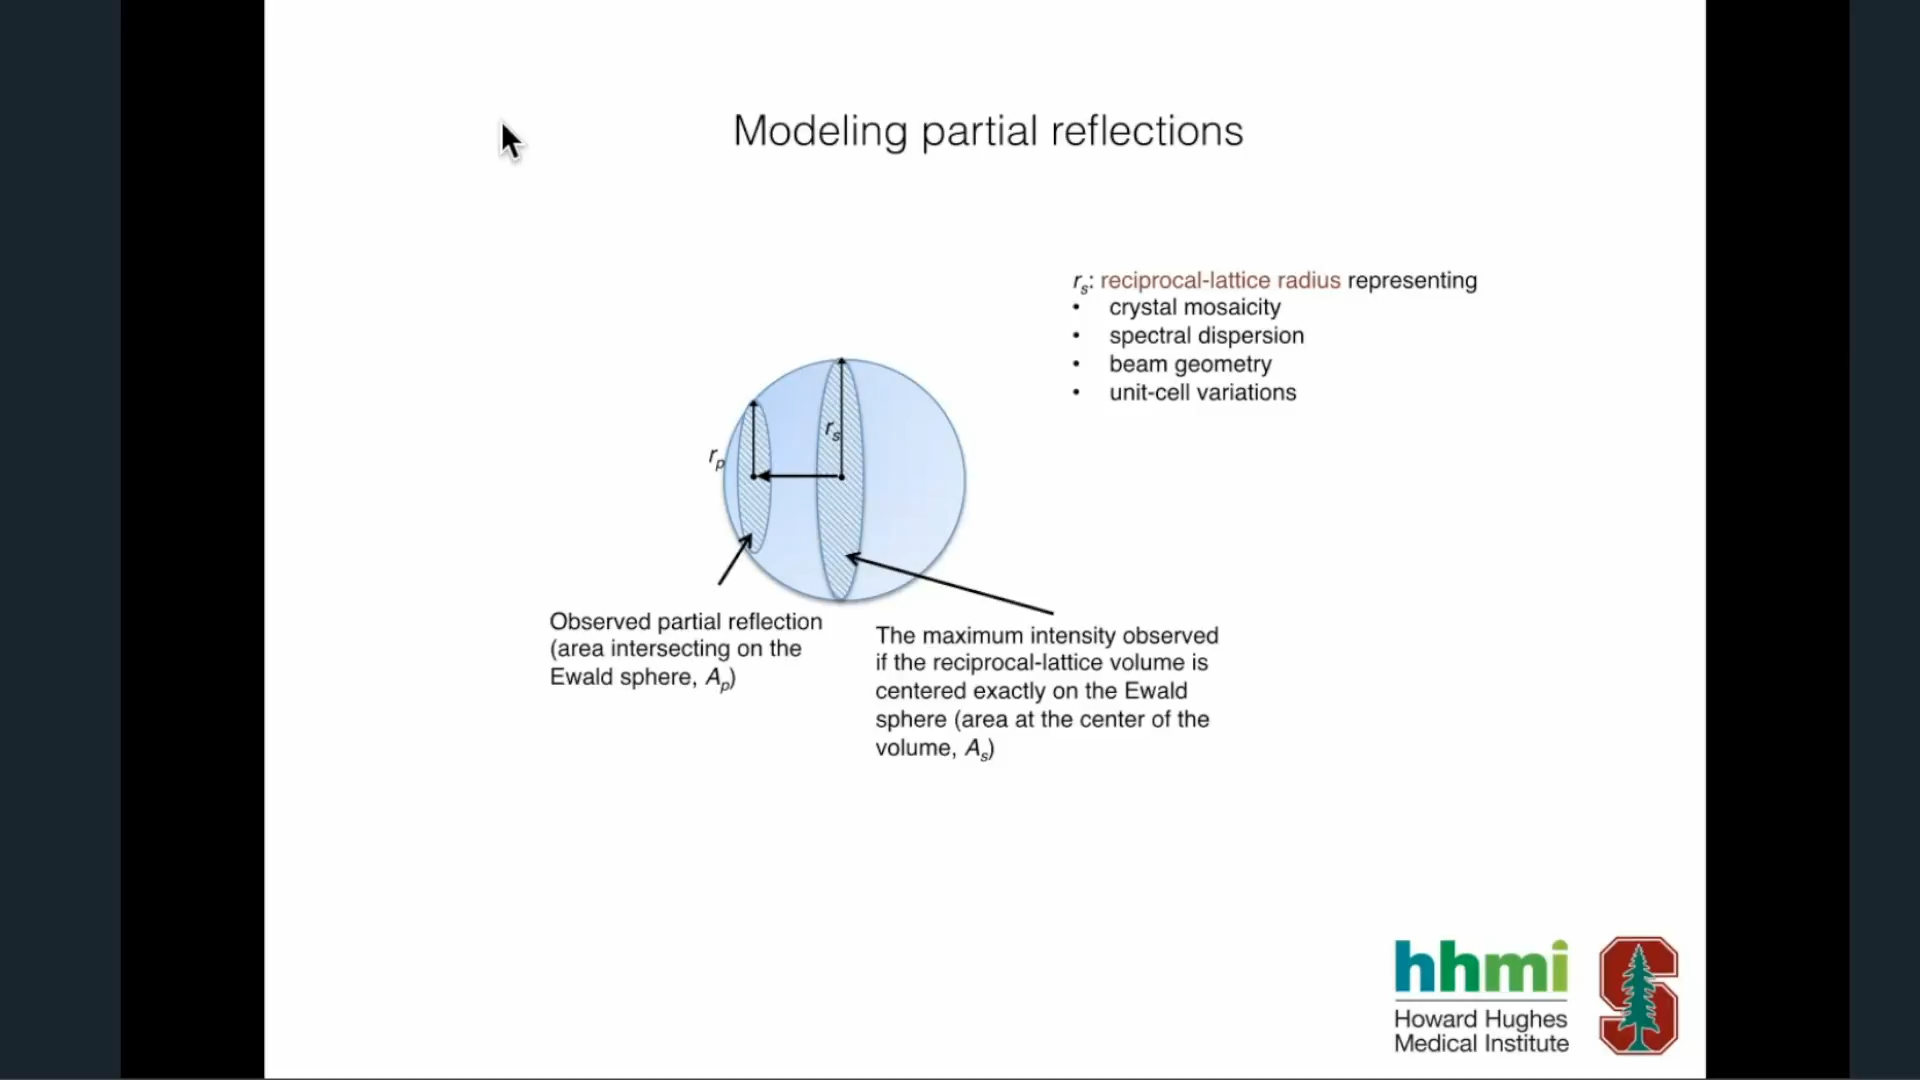 Modeling partial reflections
rs: reciprocal-lattice radius representing
• crystal mosaicity
• spectral dispersion
• beam geometry
• unit-cell variations
rs
rp
Observed partial reflection
(area intersecting on the
Ewald sphere, Ap)
The maximum intensity observed
if the reciprocal-lattice volume is
centered exactly on the Ewald
sphere (area at the center of the
volume, As)
hhmi
Howard Hughes
Medical Institute
S